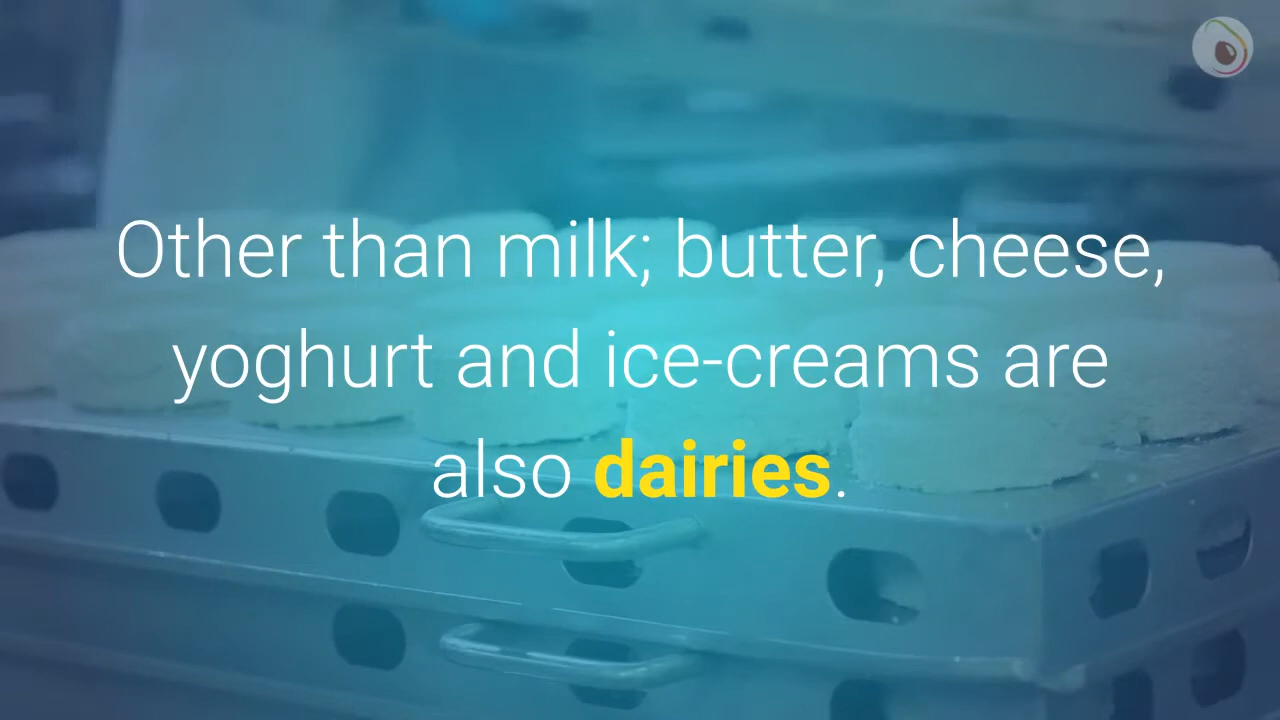 Other than milk; butter, cheese,
yoghurt and ice-creams are
also dairies.